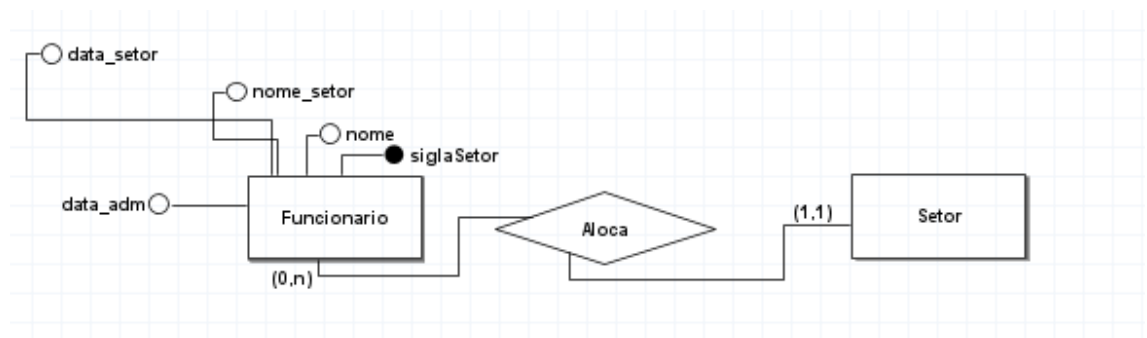 data_setor
nome_setor
nome
siglaSetor
data_adm
Funcionario
(0,n)
Aloca
(1,1)
Setor